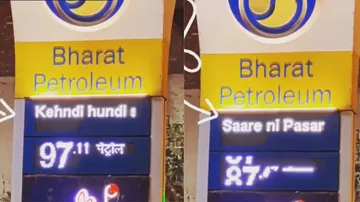 Bharat
Petroleum
Kehndi hundi s
97.11 पेट्रोल
Bharat
Petroleum
Saare ni Pasar